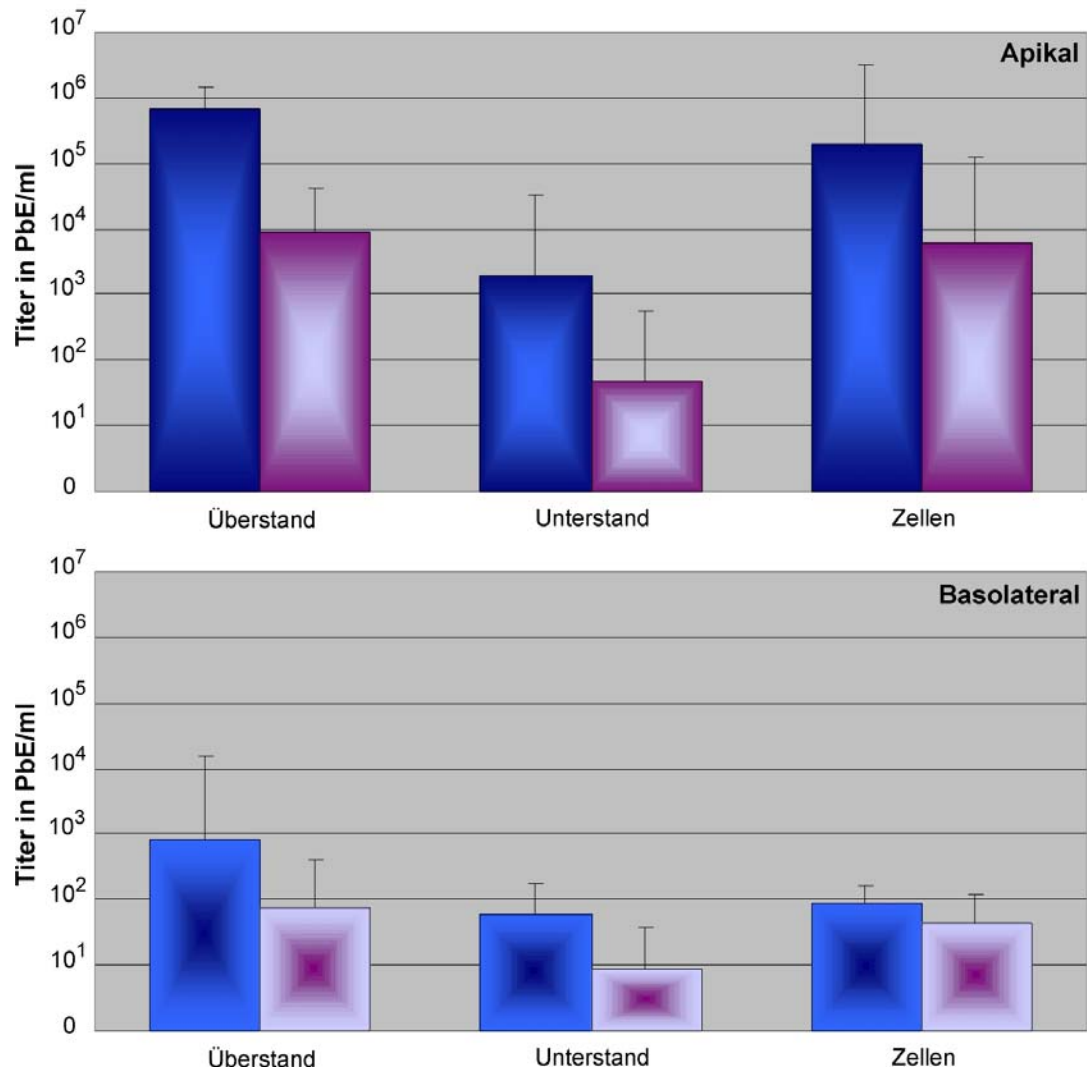 Apikal
Titer in PbE/ml
10⁷
10⁶
10⁵
10⁴
10³
10²
10¹
0
Überstand Unterstand Zellen
Basolateral
Titer in PbE/ml
10⁷
10⁶
10⁵
10⁴
10³
10²
10¹
0
Überstand Unterstand Zellen